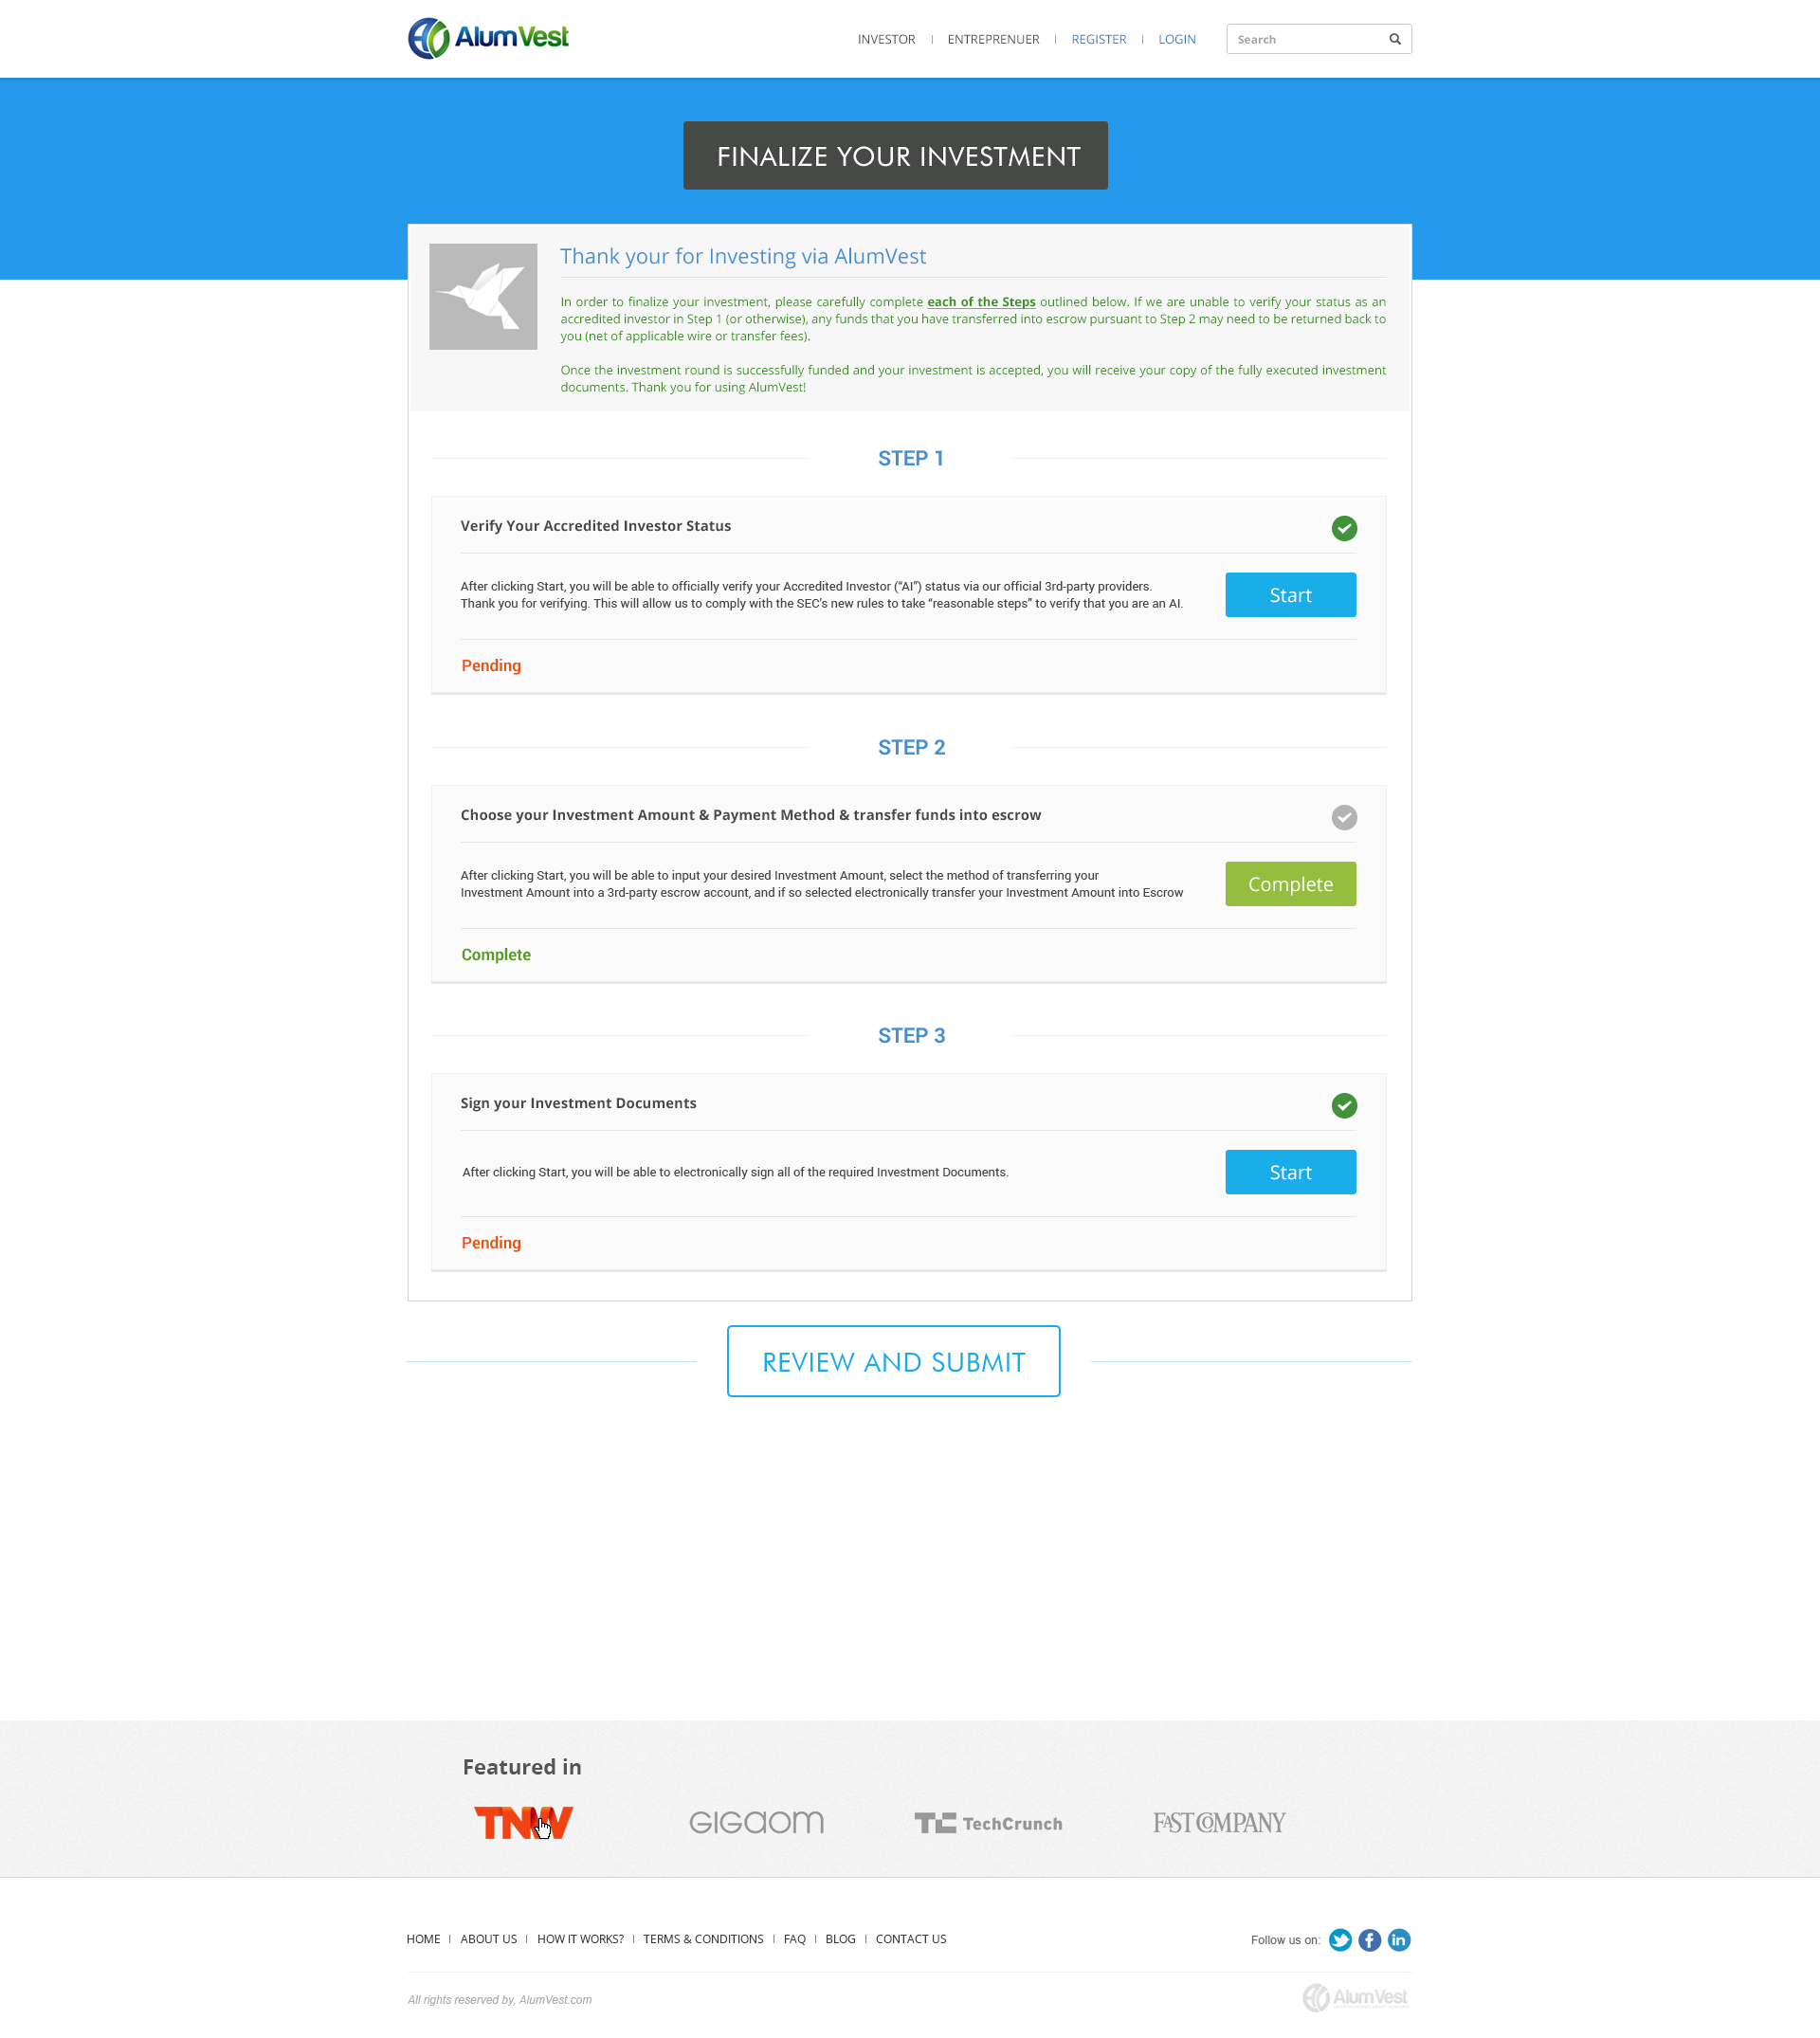 AlumVest
INVESTOR
ENTREPRENUER
REGISTER
LOGIN
Search
FINALIZE YOUR INVESTMENT
Thank your for Investing via AlumVest
In order to finalize your investment, please carefully complete each of the Steps outlined below. If we are unable to verify your status as an
accredited investor in Step 1 (or otherwise), any funds that you have transferred into escrow pursuant to Step 2 may need to be returned back to
you (net of applicable wire or transfer fees).
Once the investment round is successfully funded and your investment is accepted, you will receive your copy of the fully executed investment
documents. Thank you for using AlumVest!
STEP 1
Verify Your Accredited Investor Status
After clicking Start, you will be able to officially verify your Accredited Investor (“AI”) status via our official 3rd-party providers.
Thank you for verifying. This will allow us to comply with the SEC’s new rules to take “reasonable steps” to verify that you are an AI.
Start
Pending
STEP 2
Choose your Investment Amount & Payment Method & transfer funds into escrow
After clicking Start, you will be able to input your desired Investment Amount, select the method of transferring your
Investment Amount into a 3rd-party escrow account, and if so selected electronically transfer your Investment Amount into Escrow
Complete
Complete
STEP 3
Sign your Investment Documents
After clicking Start, you will be able to electronically sign all of the required Investment Documents.
Start
Pending
REVIEW AND SUBMIT
Featured in
TNW
GIGAOM
TC TechCrunch
FAST COMPANY
HOME
ABOUT US
HOW IT WORKS?
TERMS & CONDITIONS
FAQ
BLOG
CONTACT US
Follow us on:
All rights reserved by, AlumVest.com
AlumVest